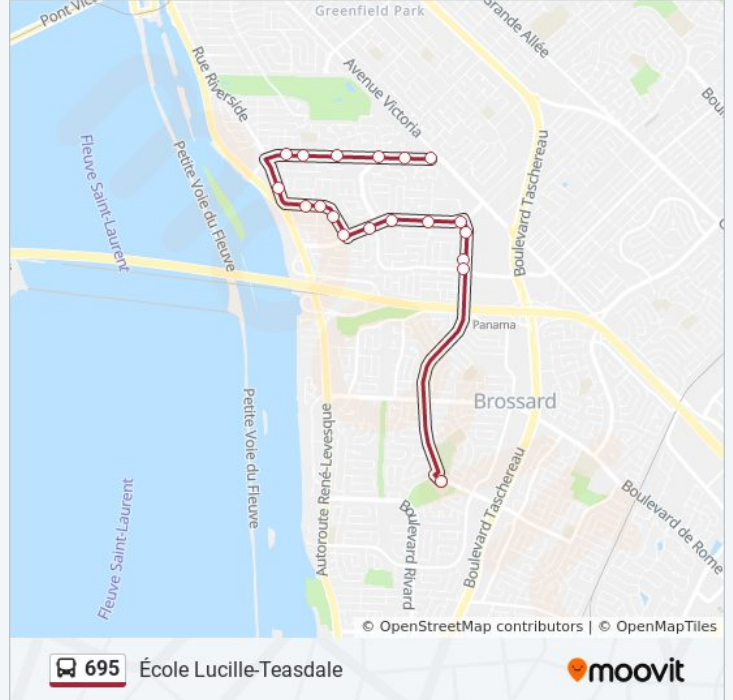 Greenfield Park
Grande Allée
Pont Vic
Rue Riverside
Avenue Victoria
Fleuve Saint-Laurent
Petite Voie du Fleuve
Boulevard Taschereau
Boul
Panama
Brossard
Petite Voie du Fleuve
Autoroute René-Levesque
Boulevard Taschereau
Boulevard Rivard
Boulevard de Rome
Fleuve Saint-Laurent
© OpenStreetMap contributors | © OpenMapTiles
695 École Lucille-Teasdale
moovit